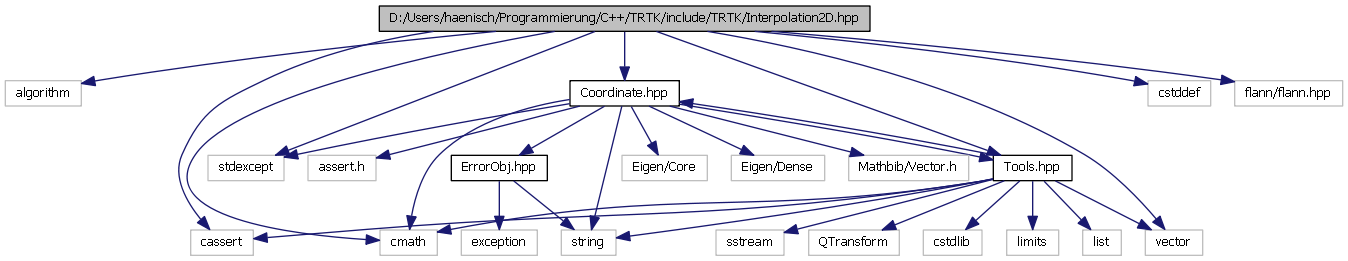 D:/Users/haenisch/Programmierung/C++/TRTK/include/TRTK/Interpolation2D.hpp
algorithm
Coordinate.hpp
cstddef
flann/flann.hpp
stdexcept
assert.h
ErrorObj.hpp
Eigen/Core
Eigen/Dense
Mathbib/Vector.h
Tools.hpp
cassert
cmath
exception
string
sstream
QTransform
cstdlib
limits
list
vector